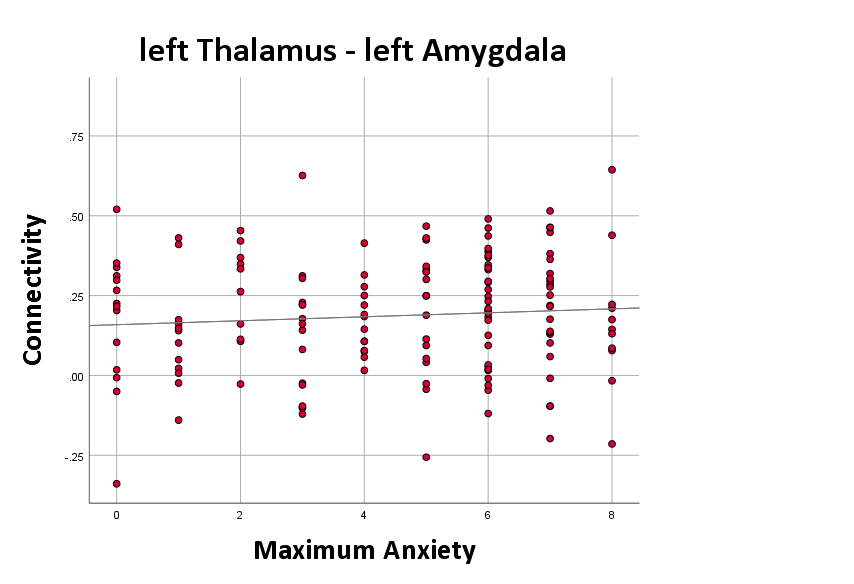 left Thalamus - left Amygdala
.75
.50
.25
.00
-.25
Connectivity
0 2 4 6 8
Maximum Anxiety